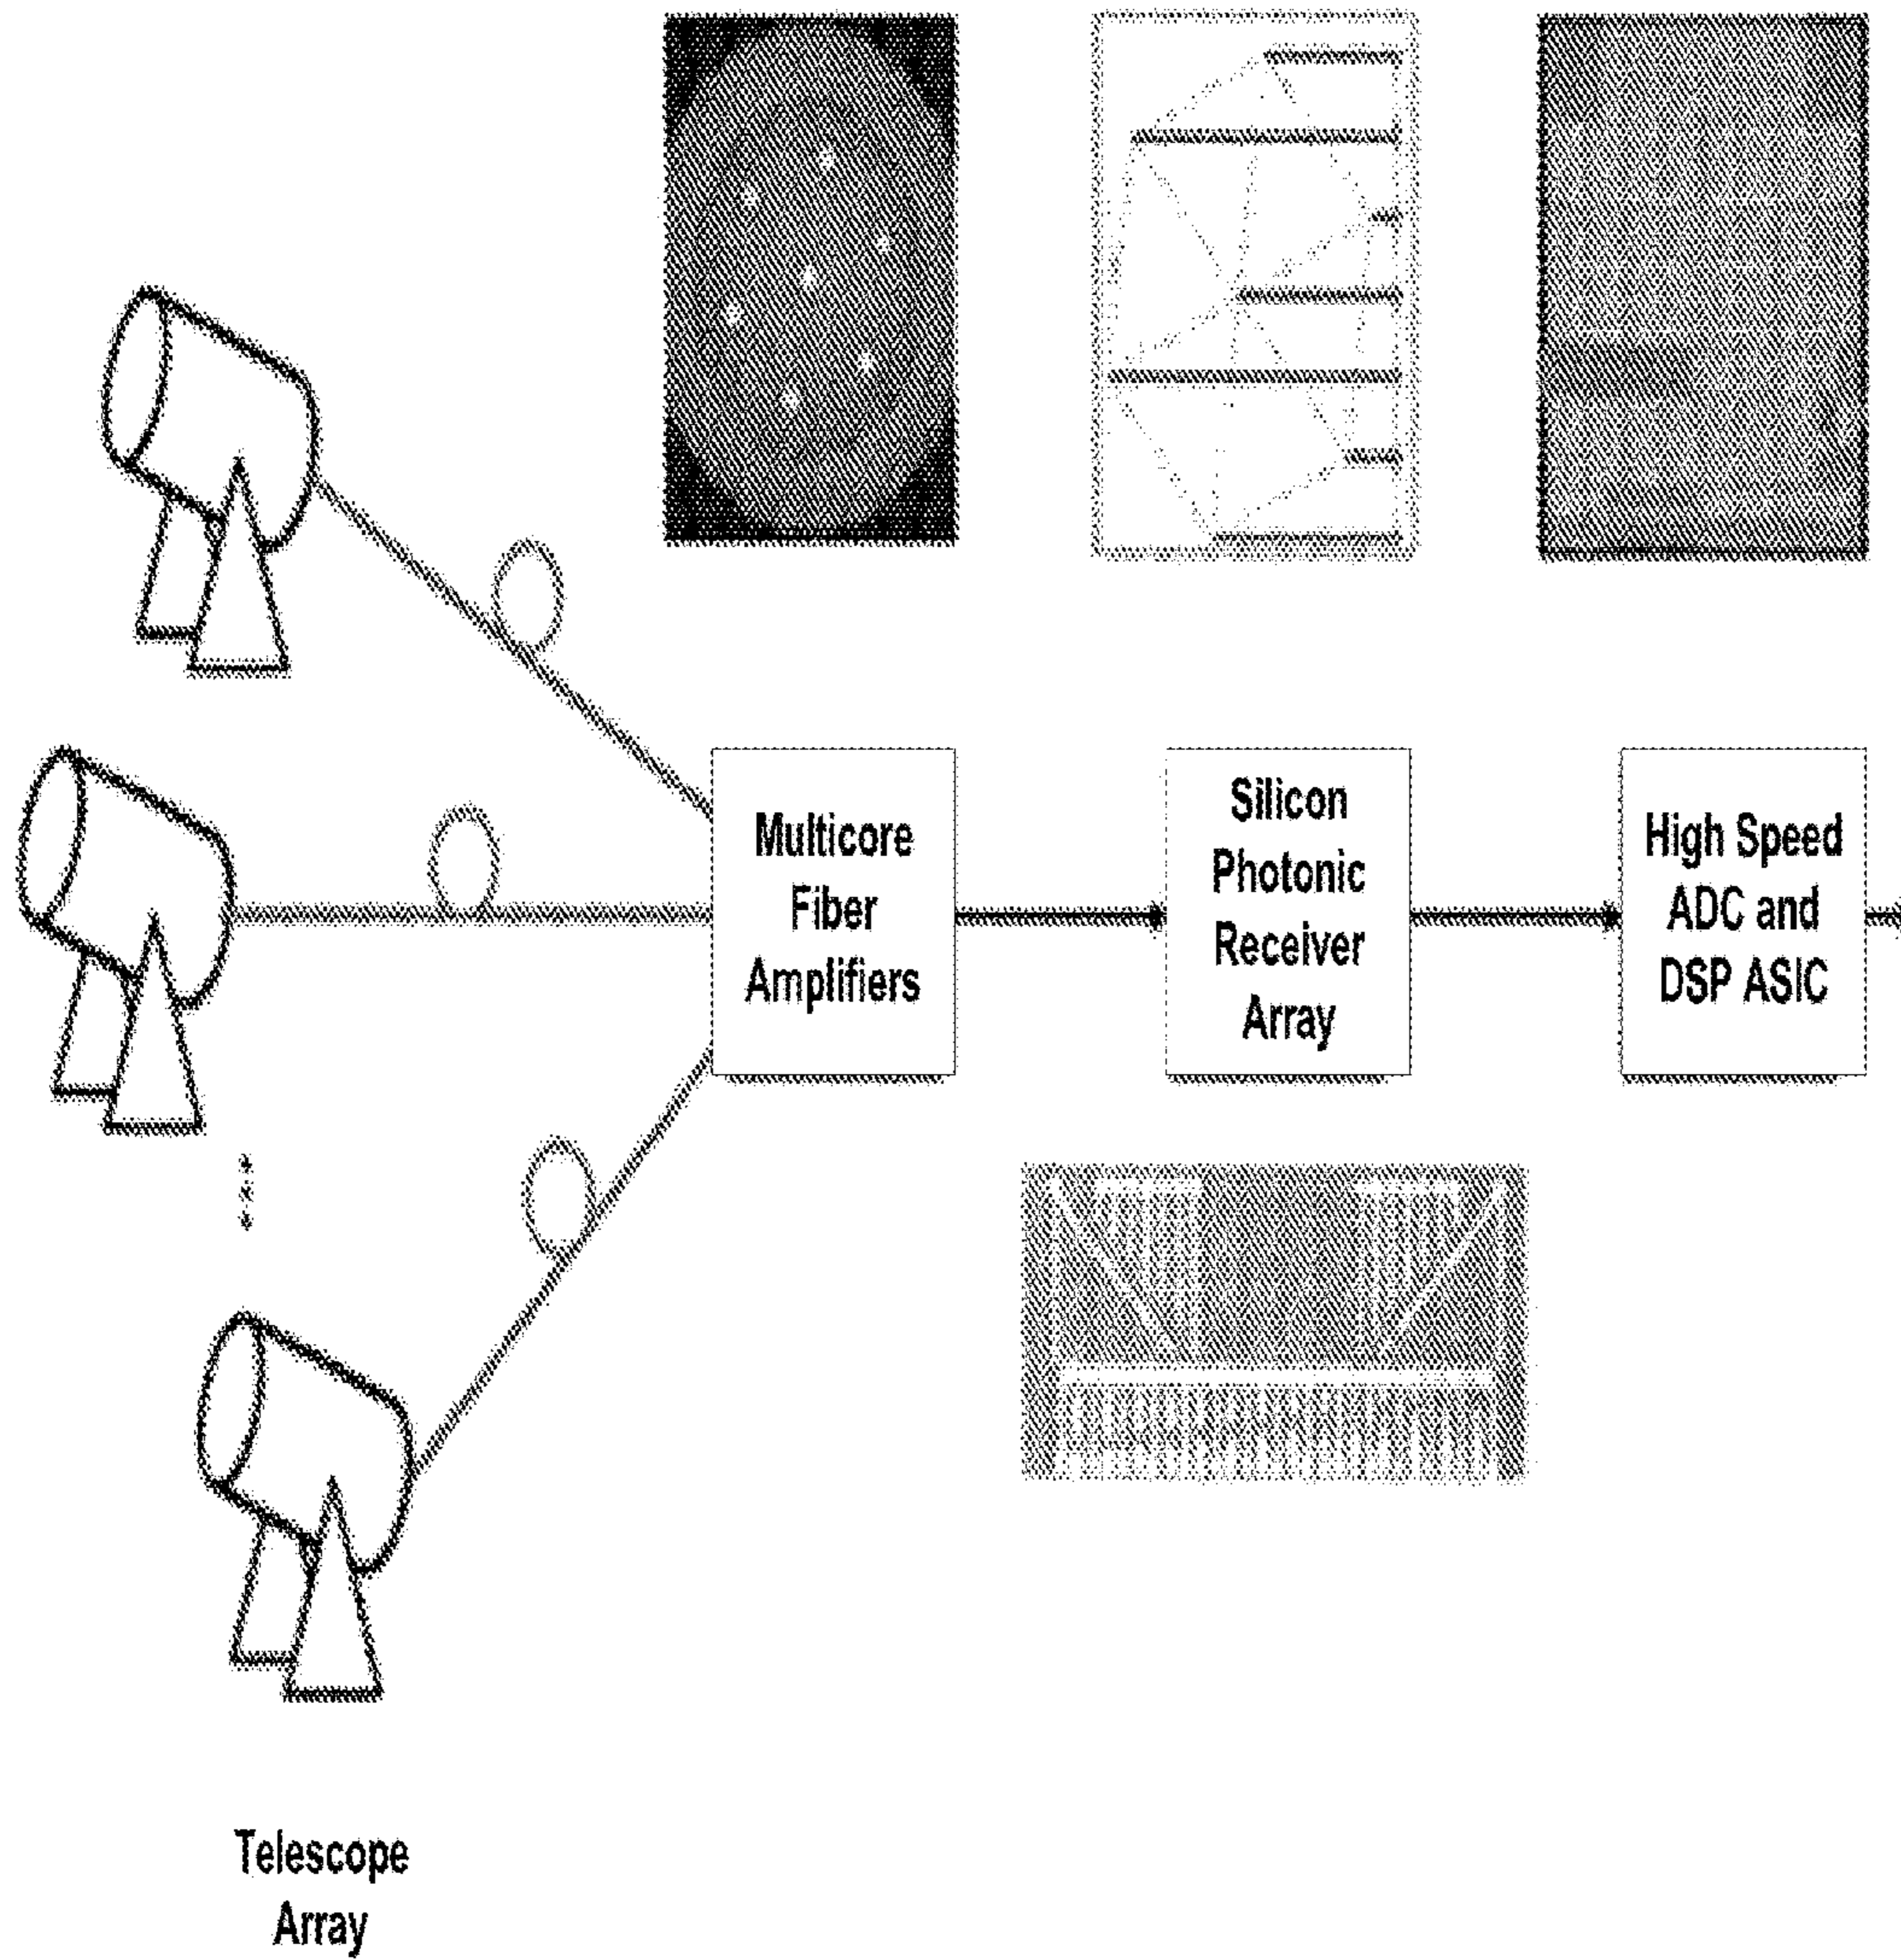 Multicore
Fiber
Amplifiers
Silicon
Photonic
Receiver
Array
High Speed
ADC and
DSP ASIC
Telescope
Array